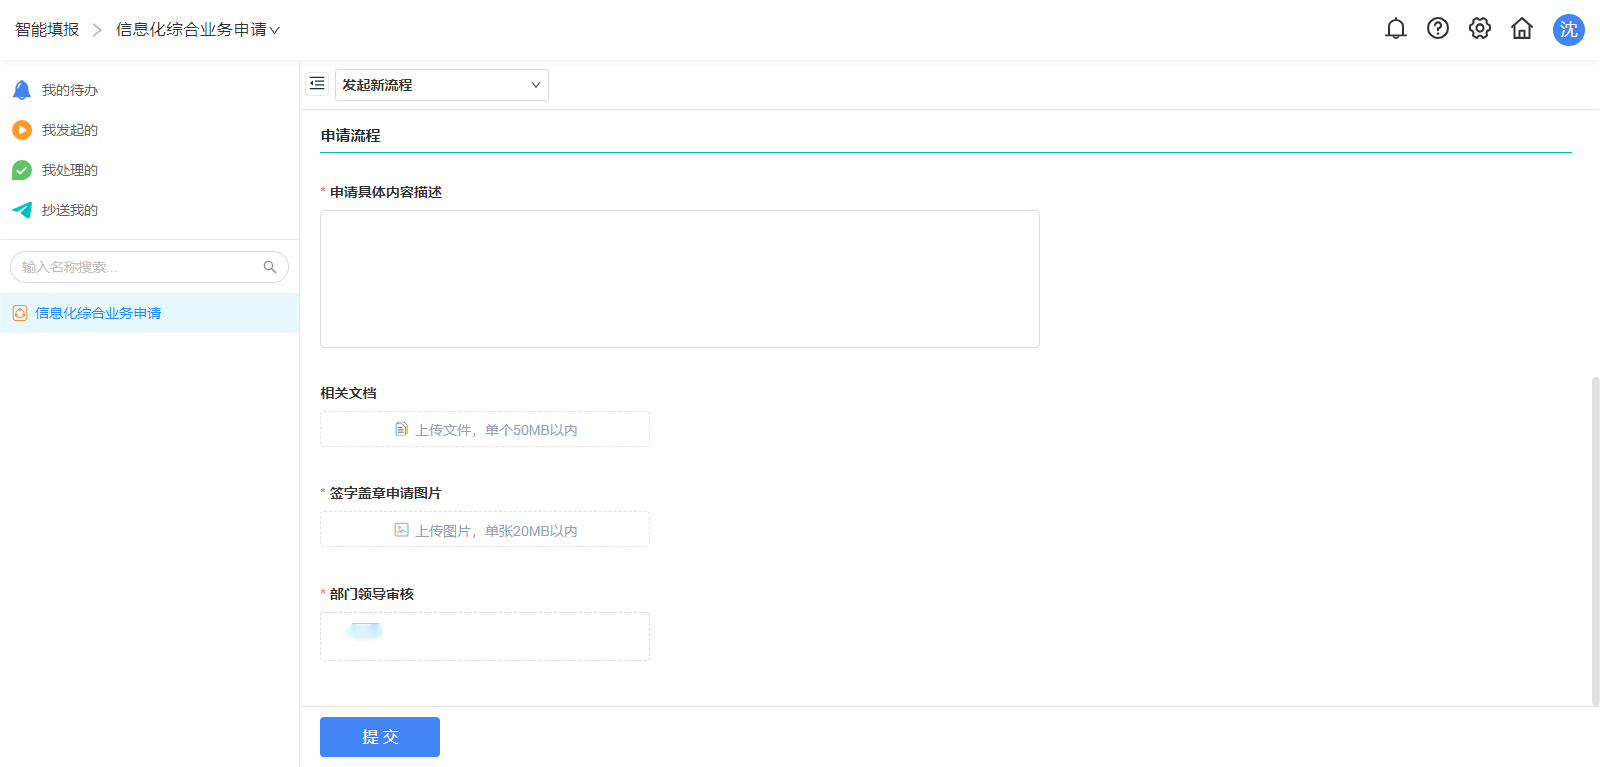 智能填报 信息化综合业务申请 沈
我的待办
我发起的
我处理的
抄送我的
输入名称搜索...
信息化综合业务申请
发起新流程
申请流程
* 申请具体内容描述
相关文档
上传文件，单个50MB以内
* 签字盖章申请图片
上传图片，单张20MB以内
* 部门领导审核
提 交